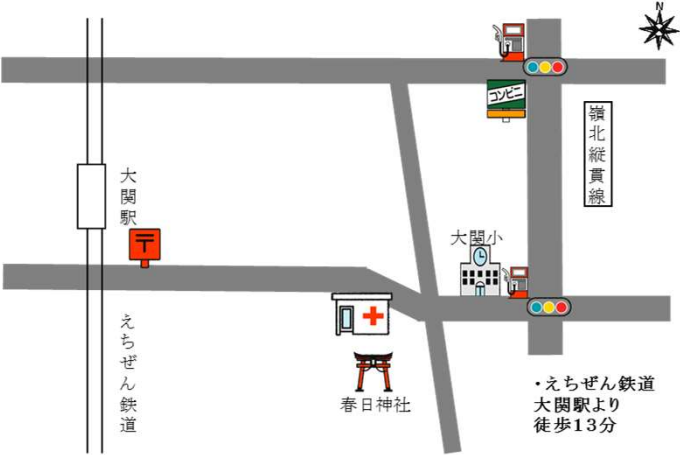 N
コンビニ
嶺北縦貫線
大関駅
〒
大関小
えちぜん鉄道
春日神社
・えちぜん鉄道
大関駅より
徒歩13分